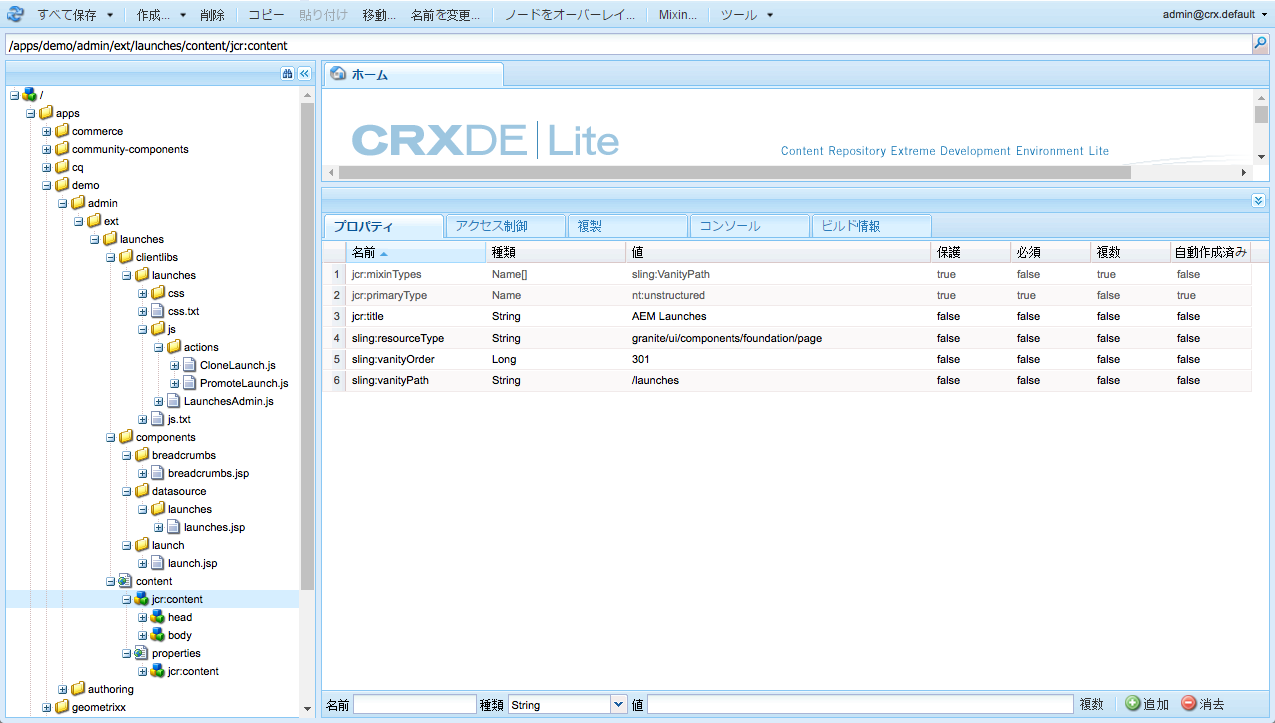 すべて保存 作成... 削除 コピー 貼り付け 移動... 名前を変更... ノードをオーバーレイ... Mixin... ツール admin@crx.default
/apps/demo/admin/ext/launches/content/jcr:content
/
apps
commerce
community-components
cq
demo
admin
ext
launches
clientlibs
launches
css
css.txt
js
actions
CloneLaunch.js
PromoteLaunch.js
LaunchesAdmin.js
js.txt
components
breadcrumbs
breadcrumbs.jsp
datasource
launches
launches.jsp
launch
launch.jsp
content
jcr:content
head
body
properties
jcr:content
authoring
geometrixx
ホーム
CRXDE Lite
Content Repository Extreme Development Environment Lite
プロパティ アクセス制御 複製 コンソール ビルド情報
名前 種類 値 保護 必須 複数 自動作成済み
1 jcr:mixinTypes Name[] sling:VanityPath true false true false
2 jcr:primaryType Name nt:unstructured true true false true
3 jcr:title String AEM Launches false false false false
4 sling:resourceType String granite/ui/components/foundation/page false false false false
5 sling:vanityOrder Long 301 false false false false
6 sling:vanityPath String /launches false false false false
名前 種類 String 値 複数 追加 消去